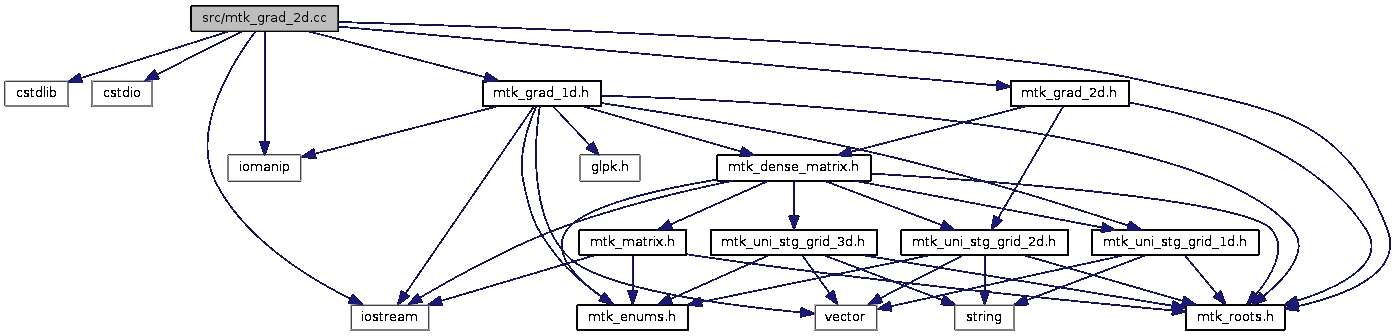 src/mtk_grad_2d.cc
cstdlib
cstdio
mtk_grad_1d.h
mtk_grad_2d.h
iomanip
glpk.h
mtk_dense_matrix.h
mtk_matrix.h
mtk_uni_stg_grid_3d.h
mtk_uni_stg_grid_2d.h
mtk_uni_stg_grid_1d.h
iostream
mtk_enums.h
vector
string
mtk_roots.h